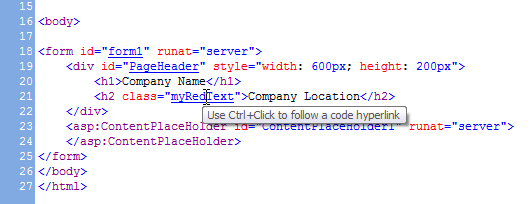 15
16 <body>
17
18 <form id="form1" runat="server">
19 <div id="PageHeader" style="width: 600px; height: 200px">
20 <h1>Company Name</h1>
21 <h2 class="myRedText">Company Location</h2>
22 </div>
Use Ctrl+Click to follow a code hyperlink
23 <asp:ContentPlaceHolder id="ContentPlaceHolder1" runat="server">
24 </asp:ContentPlaceHolder>
25 </form>
26 </body>
27 </html>